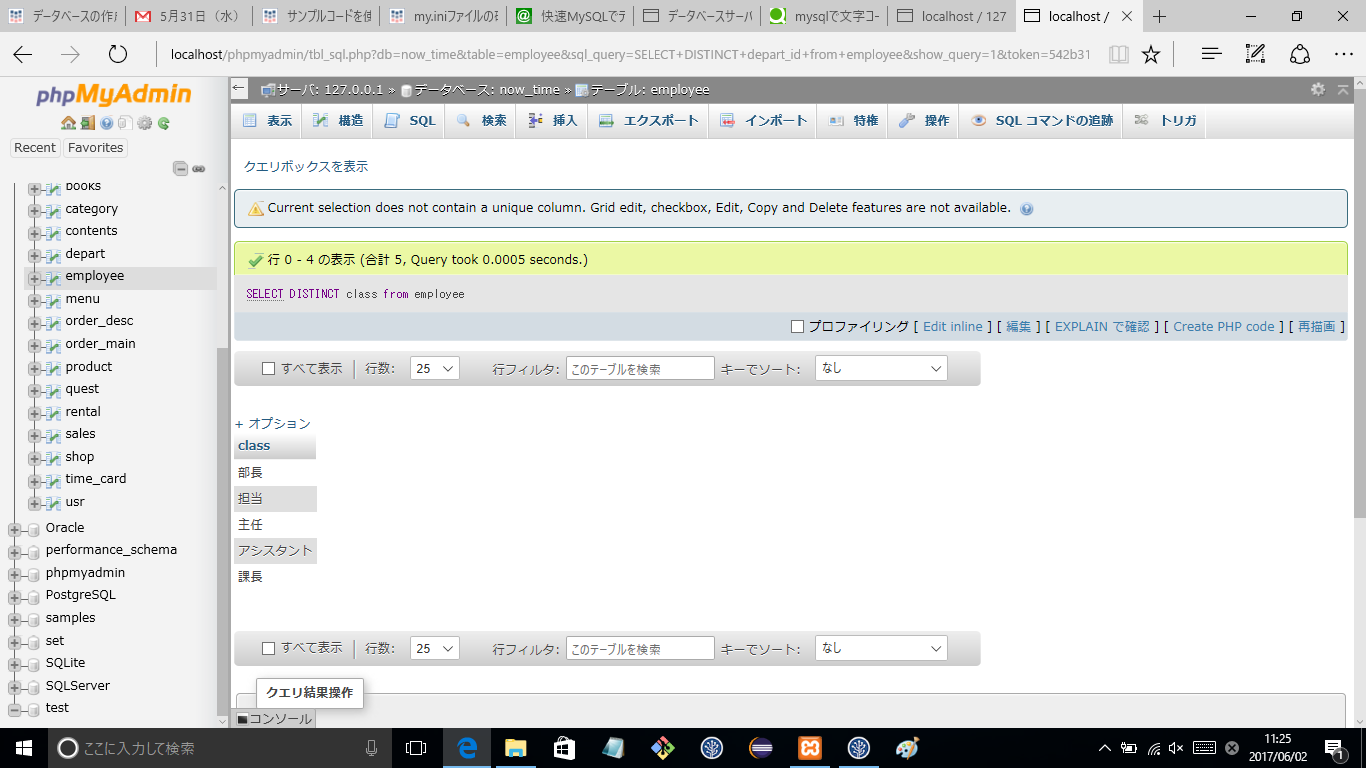 データベースの作成
5月31日（水）
サンプルコードを使
my.iniファイルの
快速MySQLでデ
データベースサーバ
mysqlで文字コー
localhost / 127
localhost /
localhost/phpmyadmin/tbl_sql.php?db=now_time&table=employee&sql_query=SELECT+DISTINCT+depart_id+from+employee&show_query=1&token=542b31
phpMyAdmin
Recent
Favorites
books
category
contents
depart
employee
menu
order_desc
order_main
product
quest
rental
sales
shop
time_card
usr
Oracle
performance_schema
phpmyadmin
PostgreSQL
samples
set
SQLite
SQLServer
test
サーバ: 127.0.0.1 » データベース: now_time » テーブル: employee
表示 構造 SQL 検索 挿入 エクスポート インポート 特権 操作 SQL コマンドの追跡 トリガ
クエリボックスを表示
Current selection does not contain a unique column. Grid edit, checkbox, Edit, Copy and Delete features are not available.
行 0 - 4 の表示 (合計 5, Query took 0.0005 seconds.)
SELECT DISTINCT class from employee
プロファイリング [ Edit inline ] [ 編集 ] [ EXPLAIN で確認 ] [ Create PHP code ] [ 再描画 ]
すべて表示 行数: 25 行フィルタ: このテーブルを検索 キーでソート: なし
+ オプション
class
部長
担当
主任
アシスタント
課長
すべて表示 行数: 25 行フィルタ: このテーブルを検索 キーでソート: なし
クエリ結果操作
コンソール
ここに入力して検索
11:25
2017/06/02
1